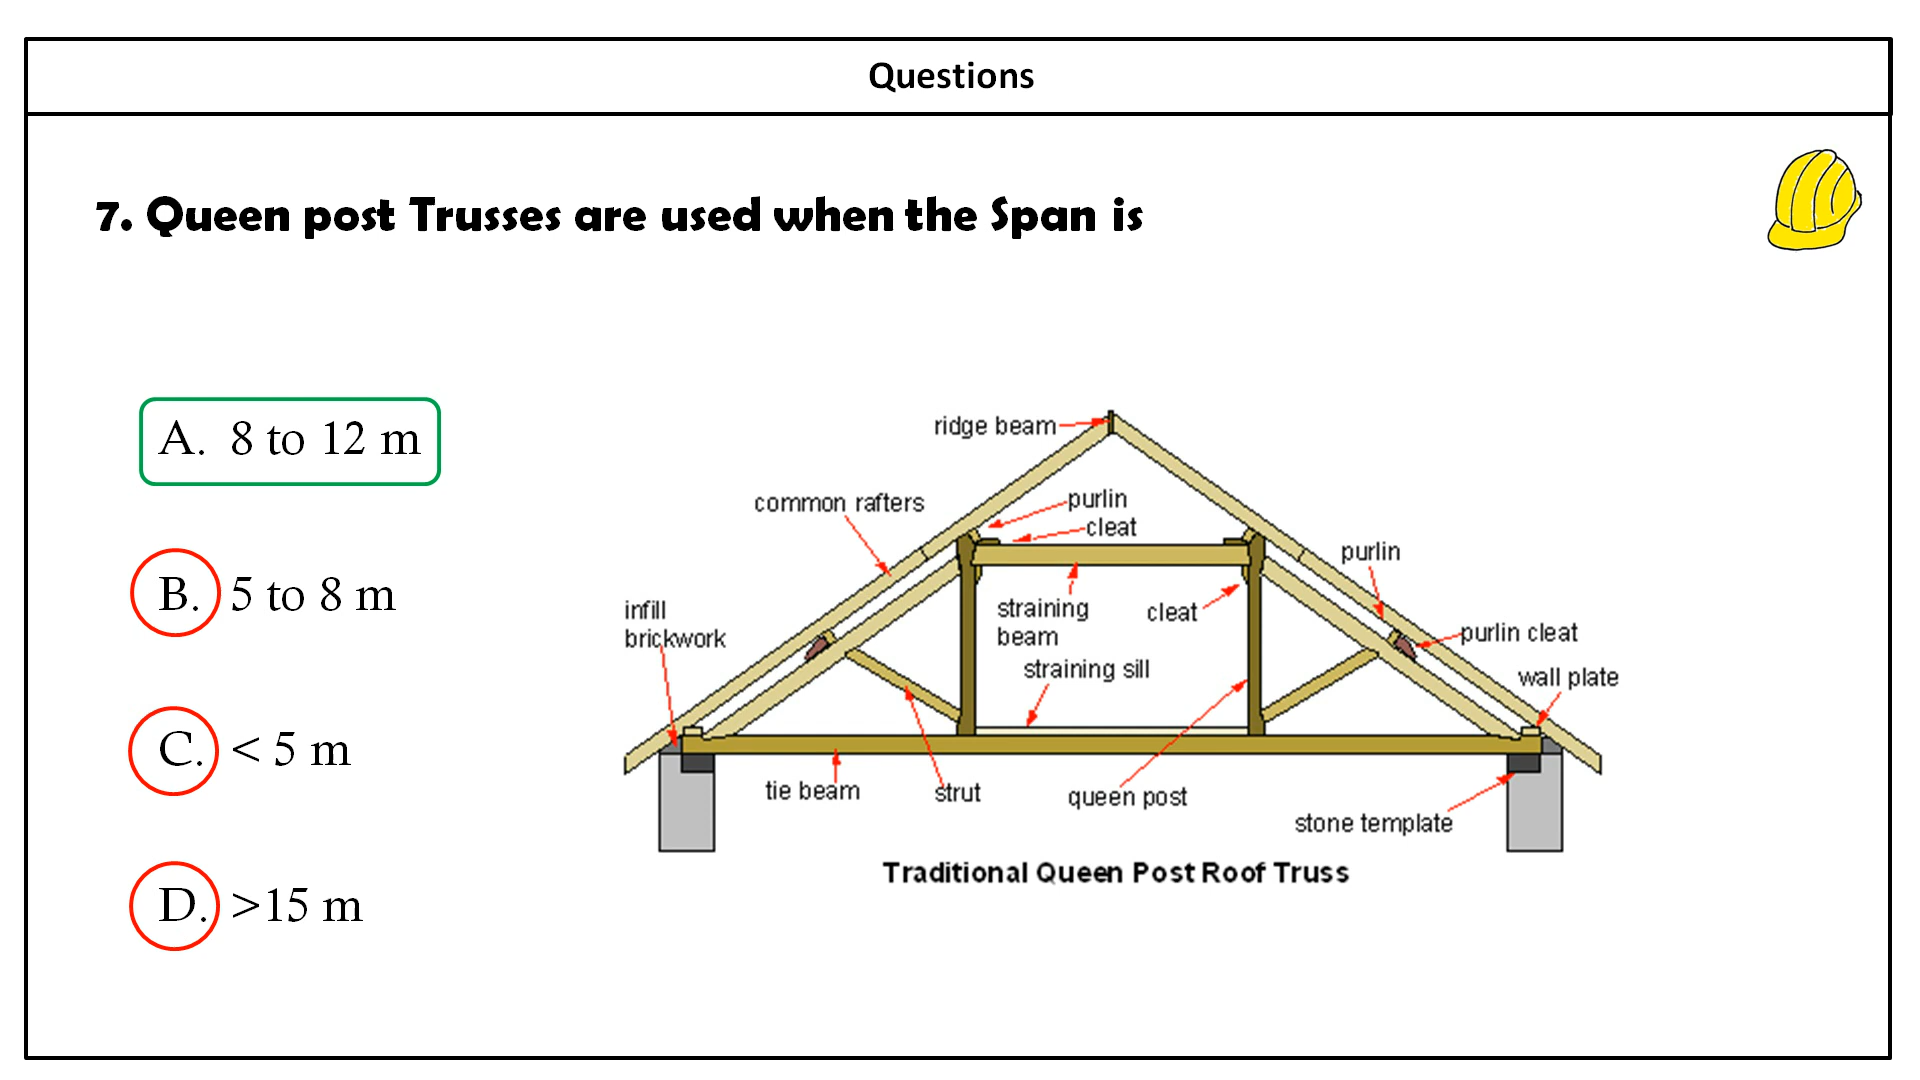 Questions
7. Queen post Trusses are used when the Span is
A. 8 to 12 m
B. 5 to 8 m
C. < 5 m
D. >15 m
ridge beam
common rafters
purlin
cleat
purlin
infill
brickwork
straining
beam
cleat
purlin cleat
straining sill
wall plate
tie beam
strut
queen post
stone template
Traditional Queen Post Roof Truss